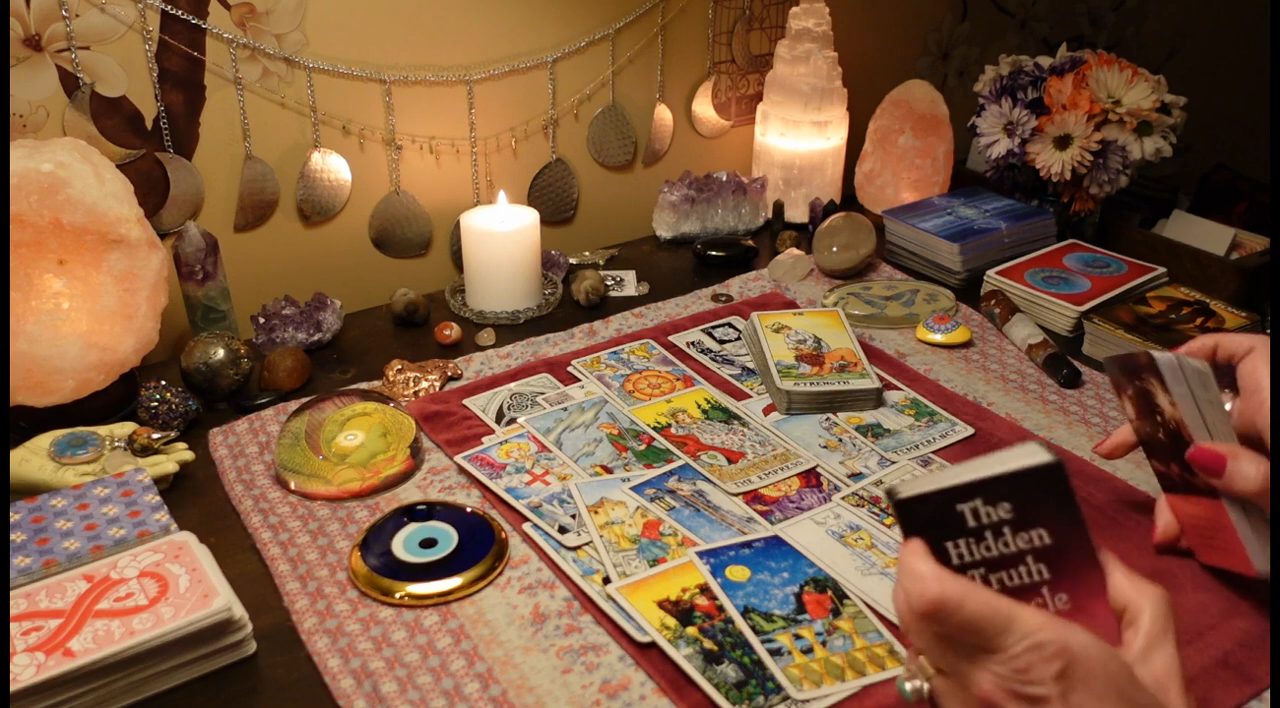 STRENGTH
TEMPERANCE.
THE EMPRESS.
The
Hidden
Truth